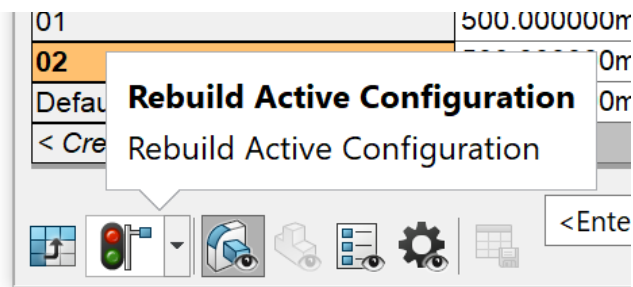 01 500.000000m
02 0m
Defau 0m
< Cre
Rebuild Active Configuration
Rebuild Active Configuration
<Ente